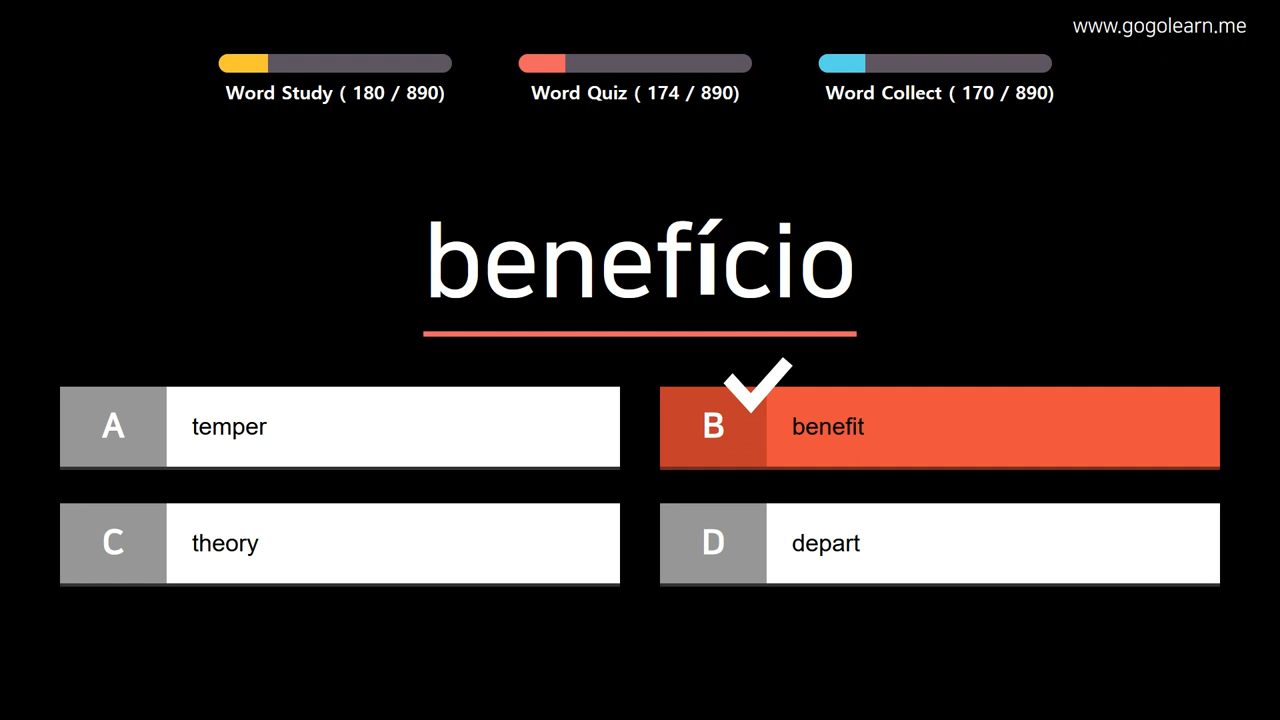 www.gogolearn.me
Word Study ( 180 / 890)
Word Quiz ( 174 / 890)
Word Collect ( 170 / 890)
benefício
A temper
B benefit
C theory
D depart